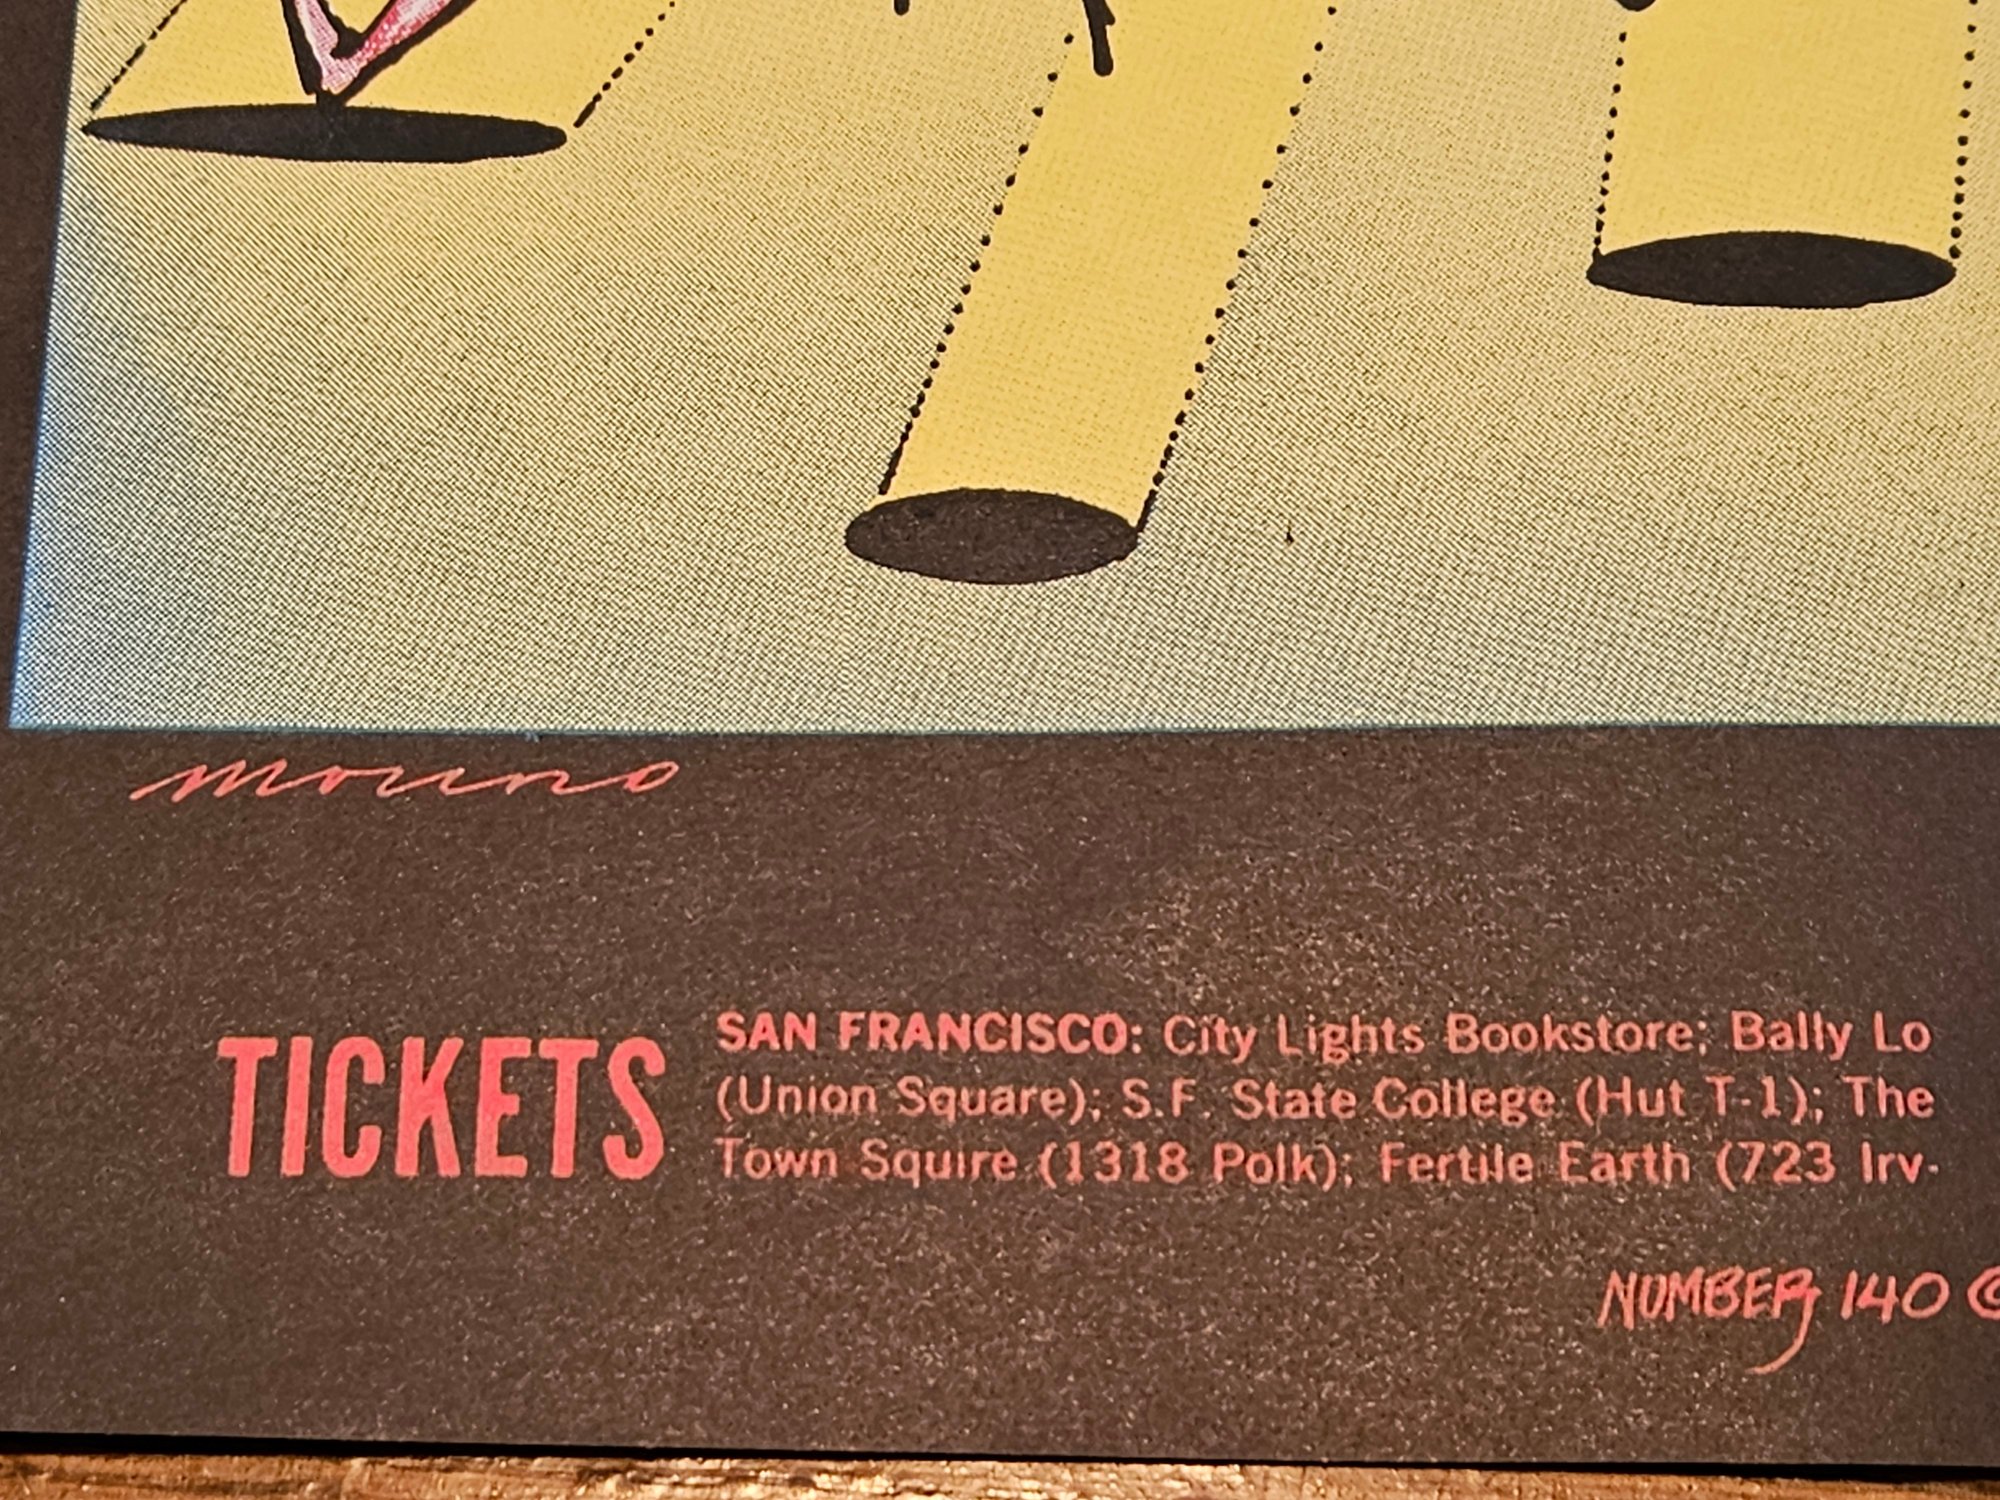 mouno
TICKETS
SAN FRANCISCO: City Lights Bookstore; Bally Lo
(Union Square); S.F. State College (Hut T-1); The
Town Squire (1318 Polk); Fertile Earth (723 Irv-
NUMBER 140 ©